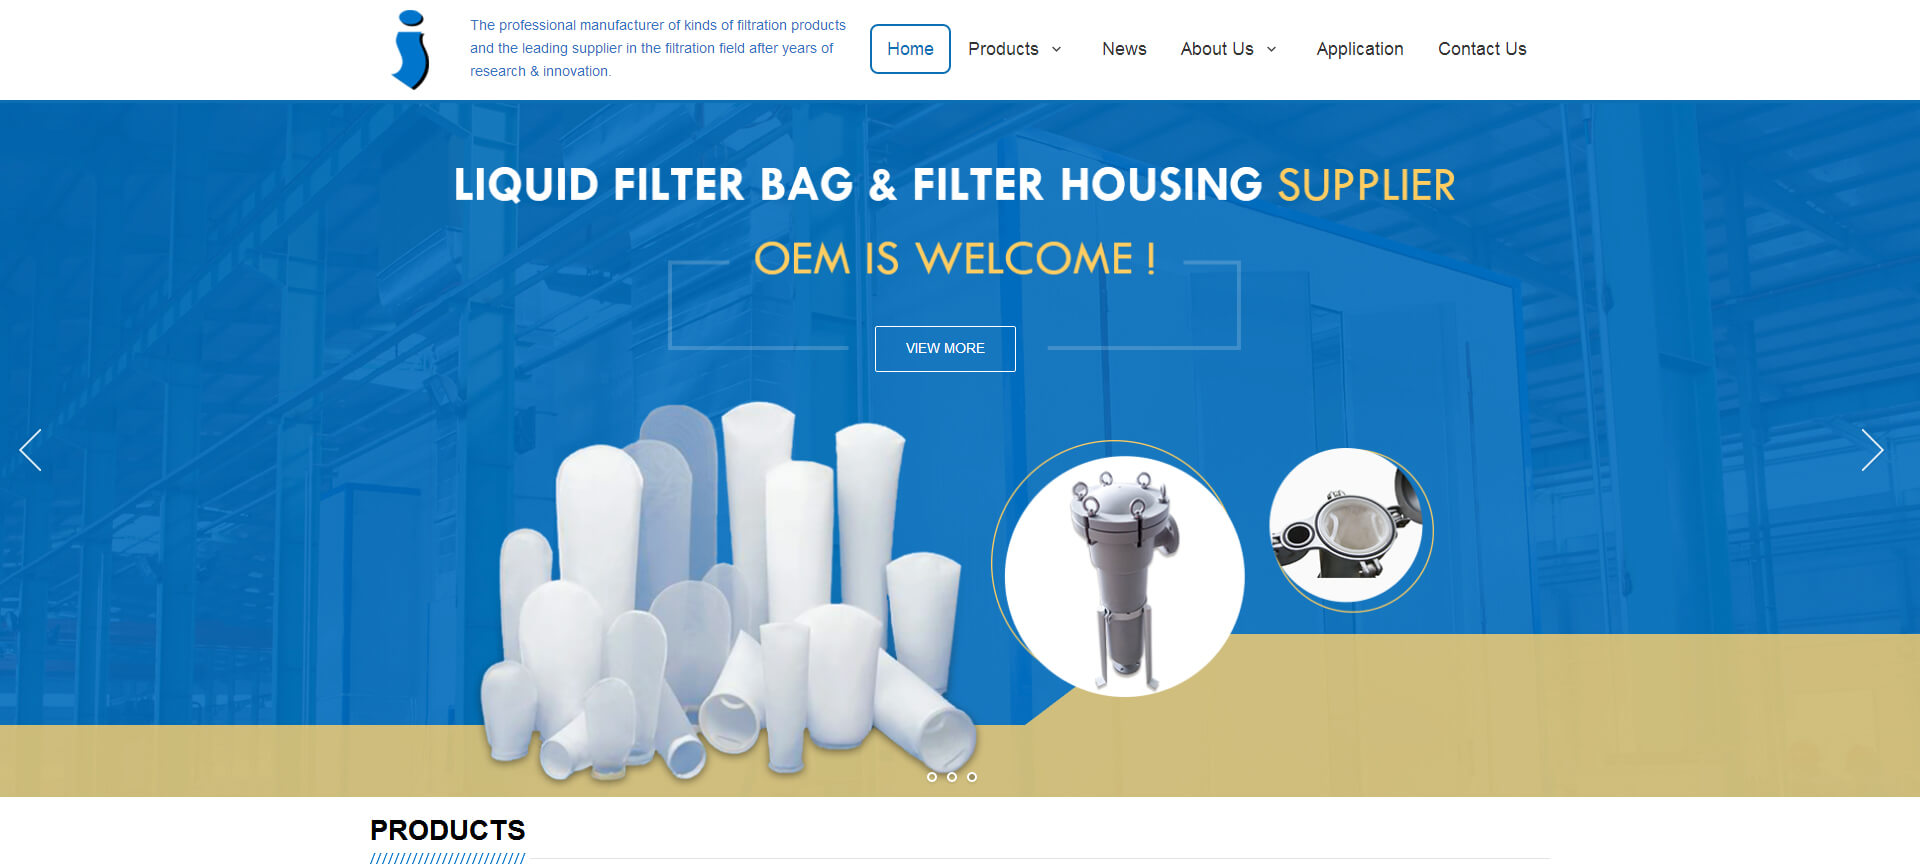 The professional manufacturer of kinds of filtration products
and the leading supplier in the filtration field after years of
research & innovation.
Home Products News About Us Application Contact Us
LIQUID FILTER BAG & FILTER HOUSING SUPPLIER
OEM IS WELCOME !
VIEW MORE
PRODUCTS